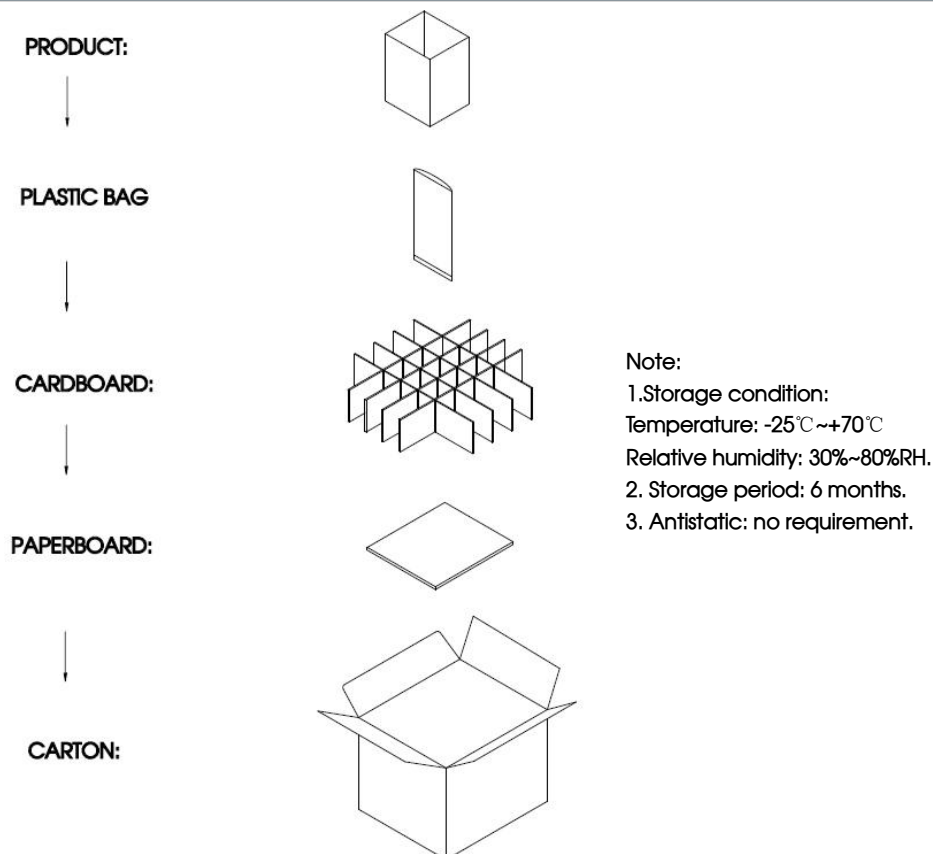 PRODUCT:
PLASTIC BAG
CARDBOARD:
PAPERBOARD:
CARTON:
Note:
1.Storage condition:
Temperature: -25℃~+70℃
Relative humidity: 30%~80%RH.
2. Storage period: 6 months.
3. Antistatic: no requirement.